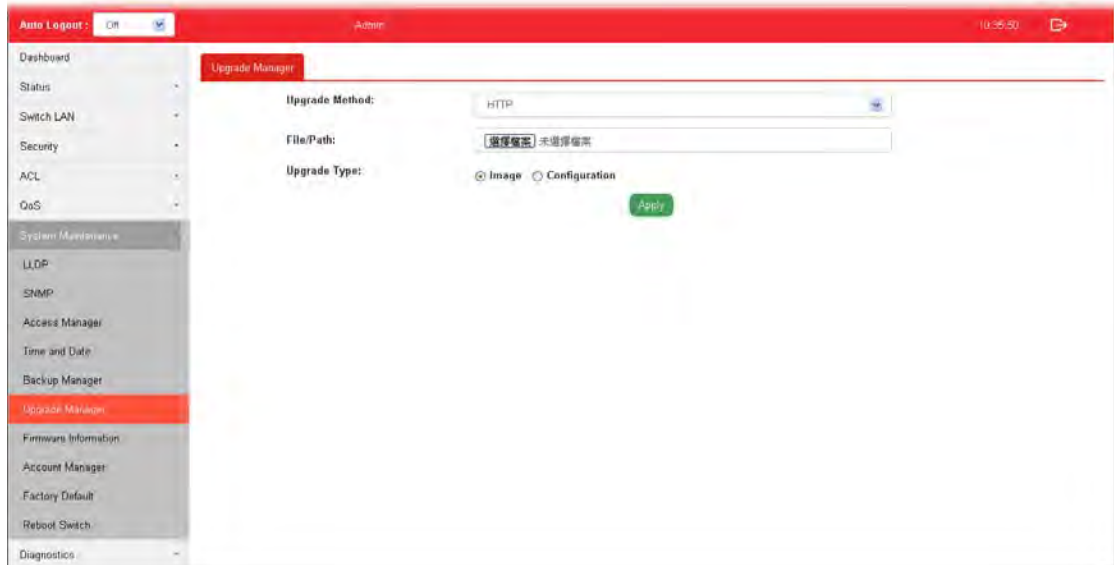 Auto Logout : Off Admin 10:35:50
Dashboard
Upgrade Manager
Status
Upgrade Method: HTTP
Switch LAN
File/Path: 選擇檔案 未選擇檔案
Security
Upgrade Type: Image Configuration
ACL
QoS
Apply
System Maintenance
LLDP
SNMP
Access Manager
Time and Date
Backup Manager
Upgrade Manager
Firmware Information
Account Manager
Factory Default
Reboot Switch
Diagnostics